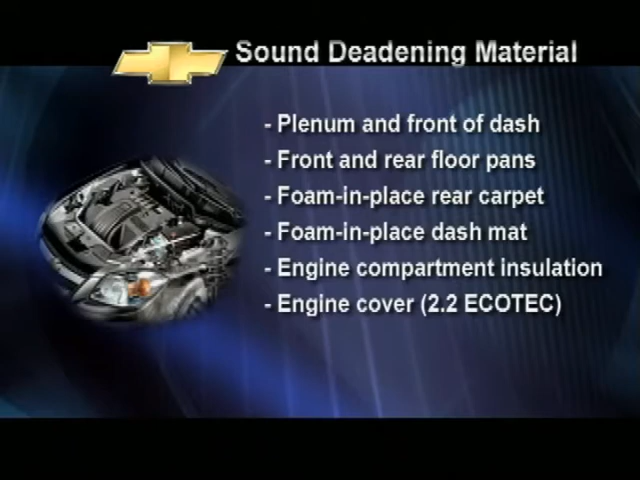 Sound Deadening Material
- Plenum and front of dash
- Front and rear floor pans
- Foam-in-place rear carpet
- Foam-in-place dash mat
- Engine compartment insulation
- Engine cover (2.2 ECOTEC)